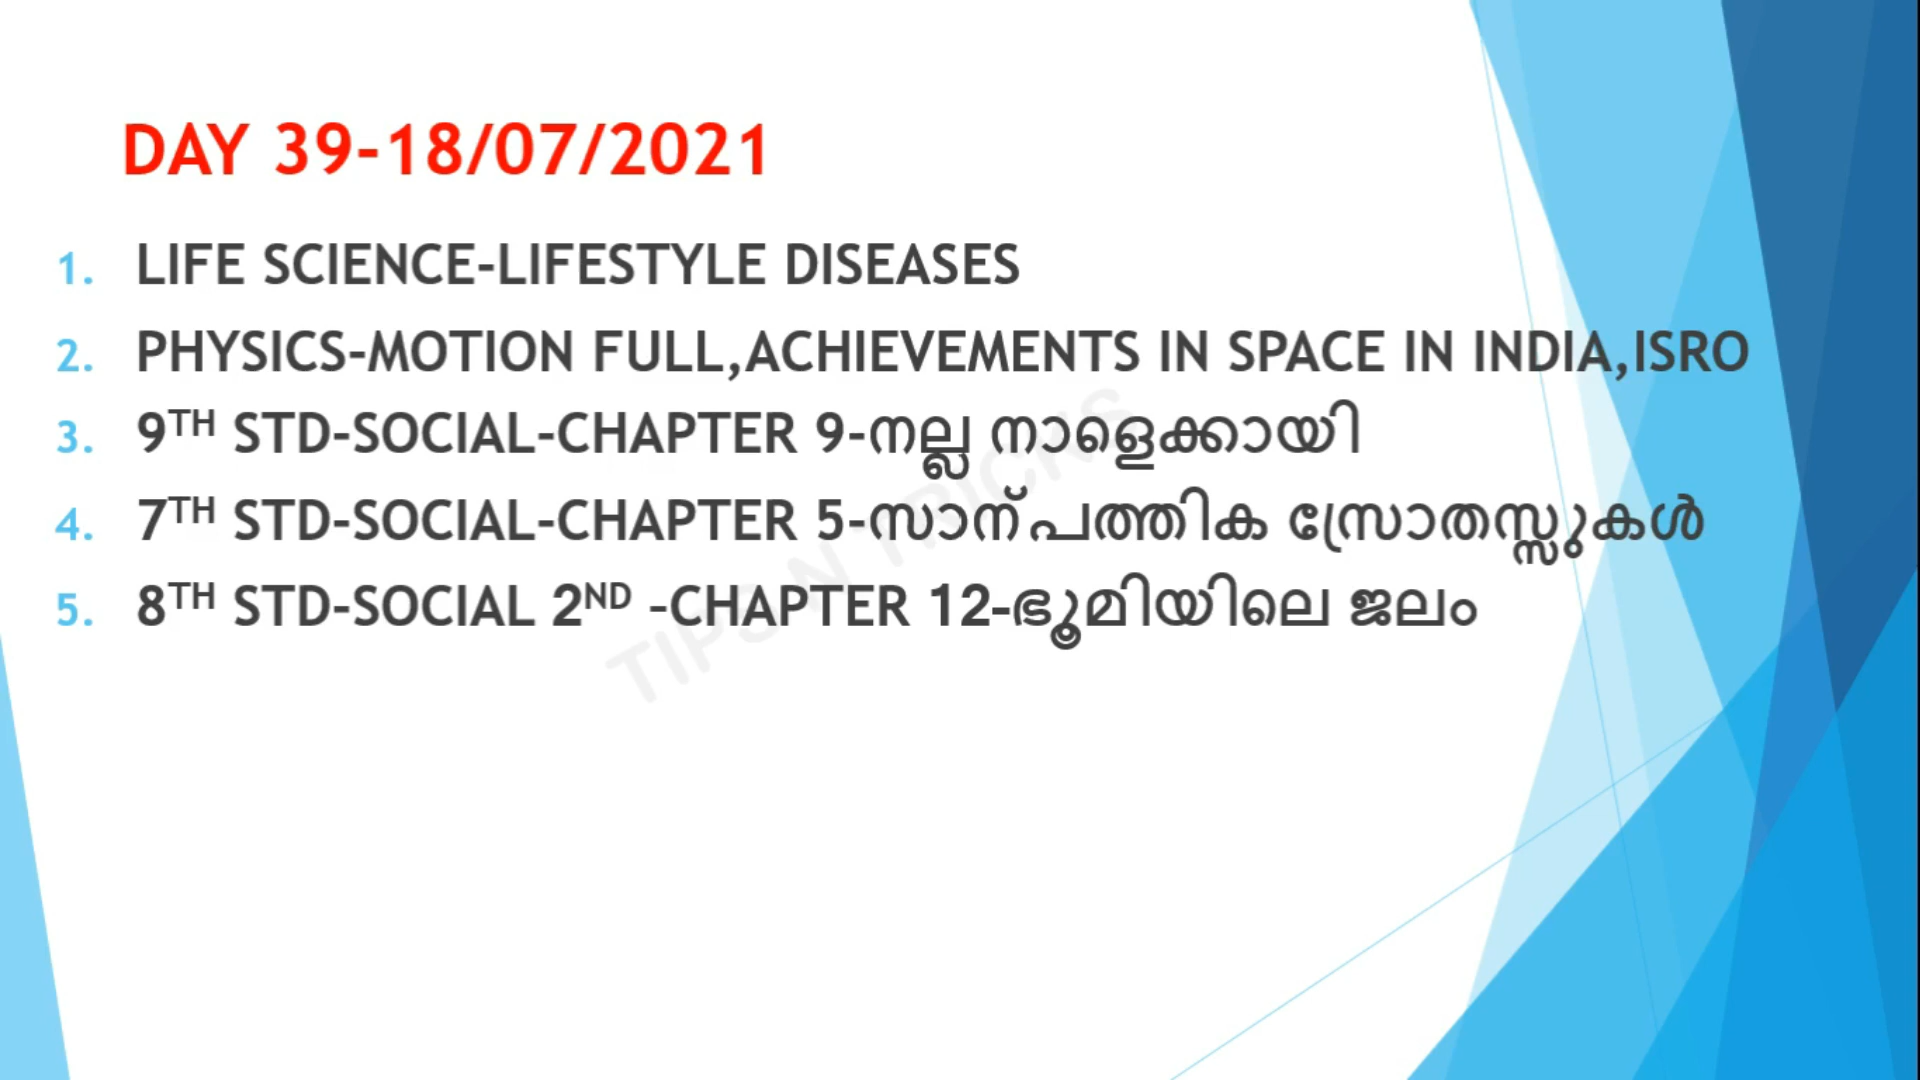 DAY 39-18/07/2021
1. LIFE SCIENCE-LIFESTYLE DISEASES
2. PHYSICS-MOTION FULL,ACHIEVEMENTS IN SPACE IN INDIA,ISRO
3. 9TH STD-SOCIAL-CHAPTER 9-നല്ല നാളെക്കായി
4. 7TH STD-SOCIAL-CHAPTER 5-സാന്പത്തിക സ്രോതസ്സുകൾ
5. 8TH STD-SOCIAL 2ND –CHAPTER 12-ഭൂമിയിലെ ജലം
TIPS N TRICKS